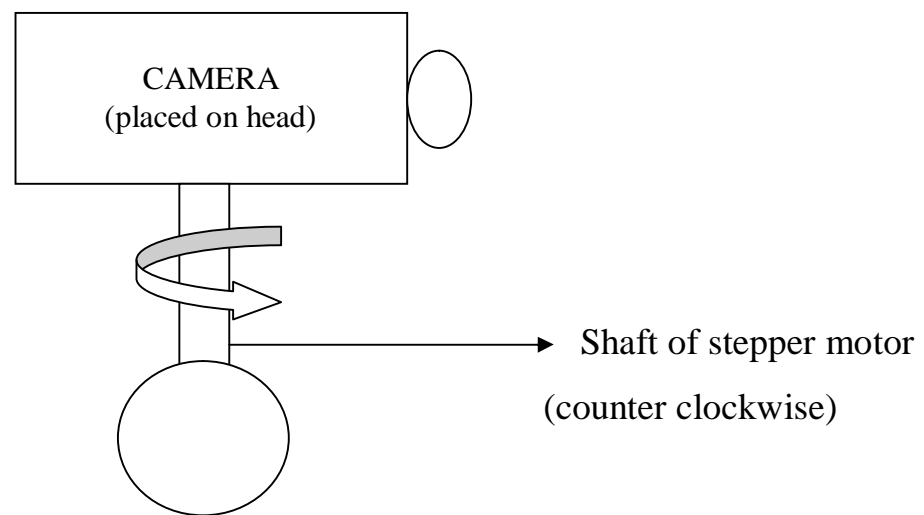 CAMERA
(placed on head)
Shaft of stepper motor
(counter clockwise)